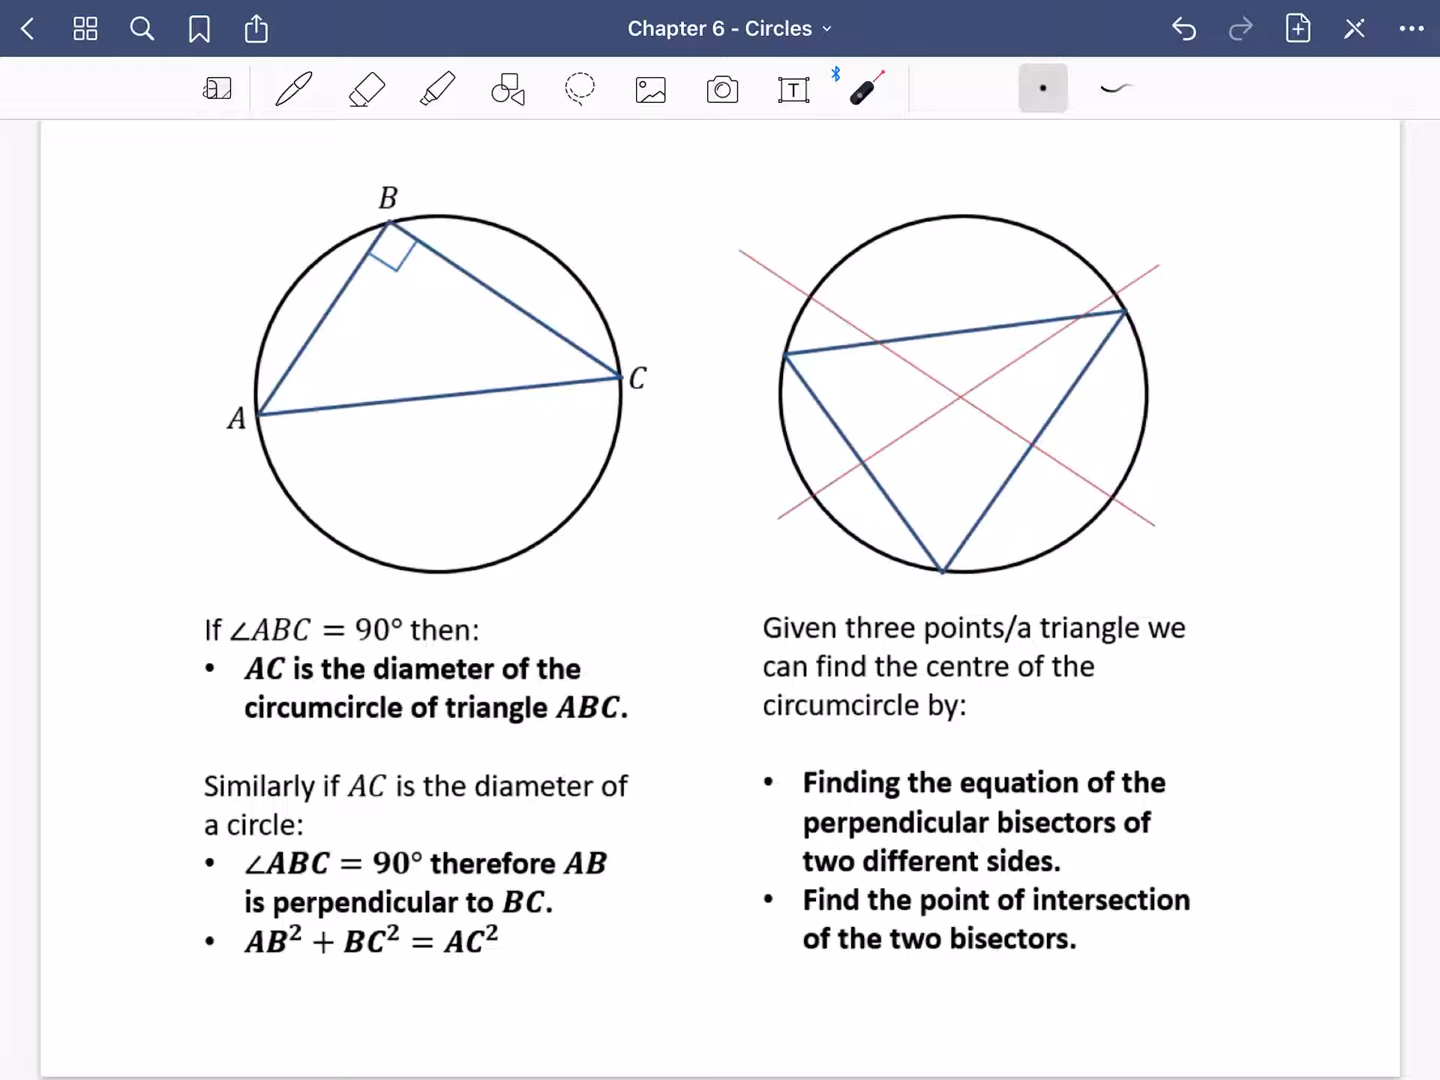 Chapter 6 - Circles
T
B
A
C
If ∠ABC = 90° then:
• AC is the diameter of the
circumcircle of triangle ABC.
Similarly if AC is the diameter of
a circle:
• ∠ABC = 90° therefore AB
is perpendicular to BC.
• AB² + BC² = AC²
Given three points/a triangle we
can find the centre of the
circumcircle by:
• Finding the equation of the
perpendicular bisectors of
two different sides.
• Find the point of intersection
of the two bisectors.